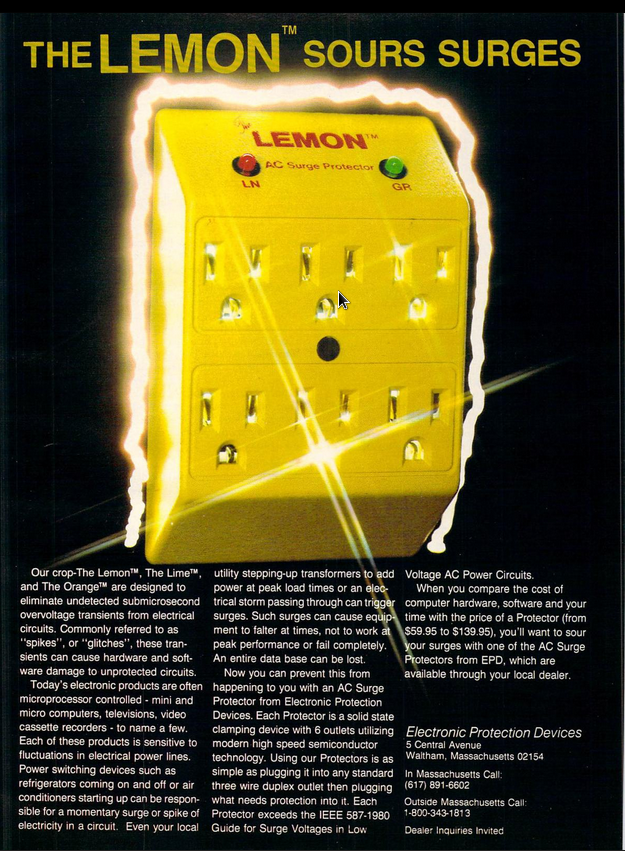 THE LEMON™ SOURS SURGES
The
LEMON™
AC Surge Protector
LN
GR
Our crop-The Lemon™, The Lime™,
and The Orange™ are designed to
eliminate undetected submicrosecond
overvoltage transients from electrical
circuits. Commonly referred to as
"spikes", or "glitches", these tran-
sients can cause hardware and soft-
ware damage to unprotected circuits.
Today's electronic products are often
microprocessor controlled - mini and
micro computers, televisions, video
cassette recorders - to name a few.
Each of these products is sensitive to
fluctuations in electrical power lines.
Power switching devices such as
refrigerators coming on and off or air
conditioners starting up can be respon-
sible for a momentary surge or spike of
electricity in a circuit. Even your local
utility stepping-up transformers to add
power at peak load times or an elec-
trical storm passing through can trigger
surges. Such surges can cause equip-
ment to falter at times, not to work at
peak performance or fail completely.
An entire data base can be lost.
Now you can prevent this from
happening to you with an AC Surge
Protector from Electronic Protection
Devices. Each Protector is a solid state
clamping device with 6 outlets utilizing
modern high speed semiconductor
technology. Using our Protectors is as
simple as plugging it into any standard
three wire duplex outlet then plugging
what needs protection into it. Each
Protector exceeds the IEEE 587-1980
Guide for Surge Voltages in Low
Voltage AC Power Circuits.
When you compare the cost of
computer hardware, software and your
time with the price of a Protector (from
$59.95 to $139.95), you'll want to sour
your surges with one of the AC Surge
Protectors from EPD, which are
available through your local dealer.
Electronic Protection Devices
5 Central Avenue
Waltham, Massachusetts 02154
In Massachusetts Call:
(617) 891-6602
Outside Massachusetts Call:
1-800-343-1813
Dealer Inquiries Invited